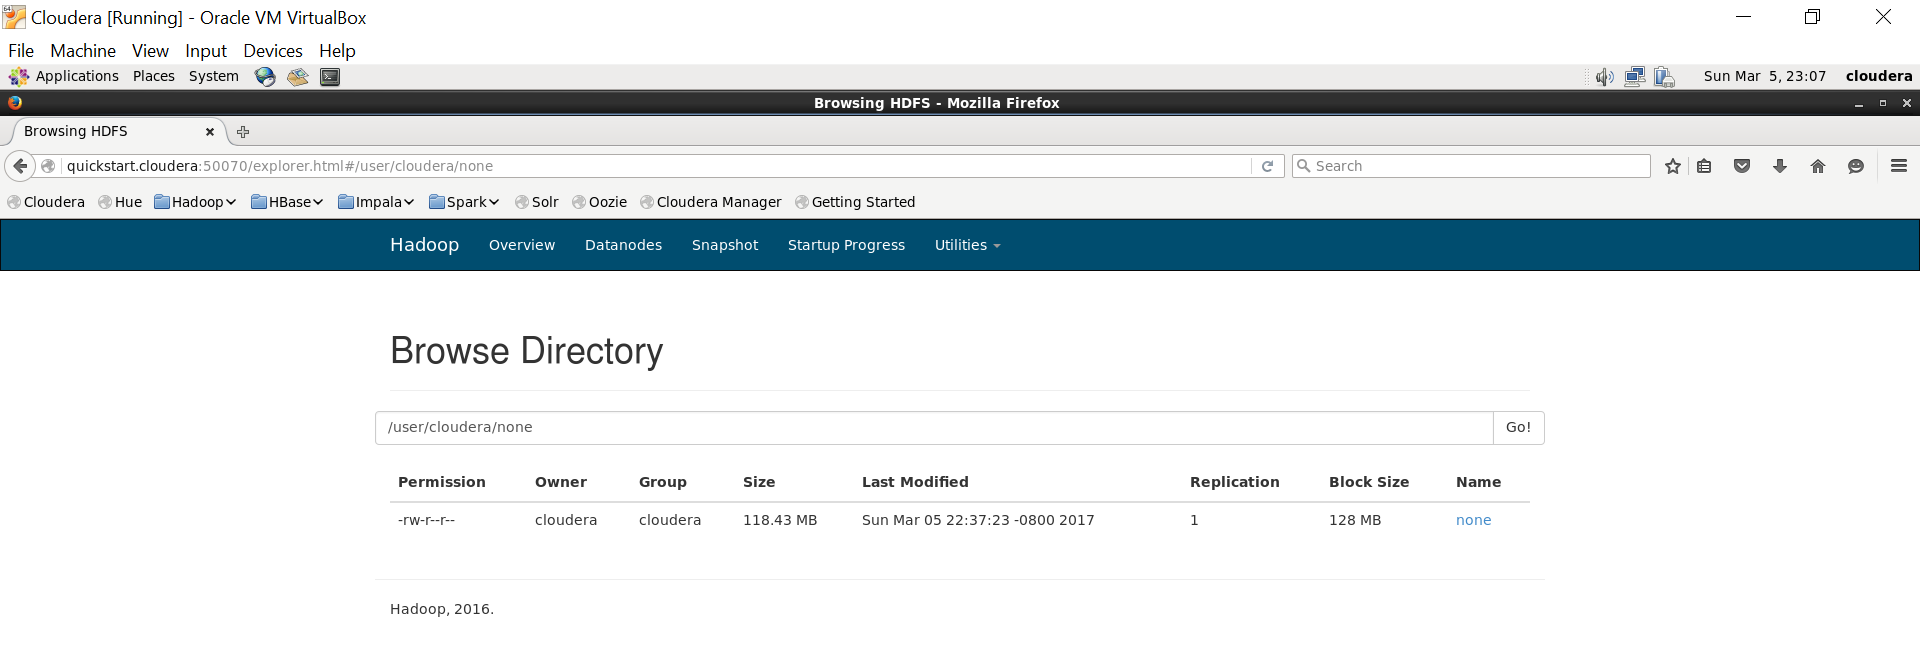 Cloudera [Running] - Oracle VM VirtualBox
File Machine View Input Devices Help
Applications Places System Sun Mar 5, 23:07 cloudera
Browsing HDFS - Mozilla Firefox
Browsing HDFS
quickstart.cloudera:50070/explorer.html#/user/cloudera/none Search
Cloudera Hue Hadoop HBase Impala Spark Solr Oozie Cloudera Manager Getting Started
Hadoop Overview Datanodes Snapshot Startup Progress Utilities
Browse Directory
/user/cloudera/none Go!
Permission Owner Group Size Last Modified Replication Block Size Name
-rw-r--r-- cloudera cloudera 118.43 MB Sun Mar 05 22:37:23 -0800 2017 1 128 MB none
Hadoop, 2016.